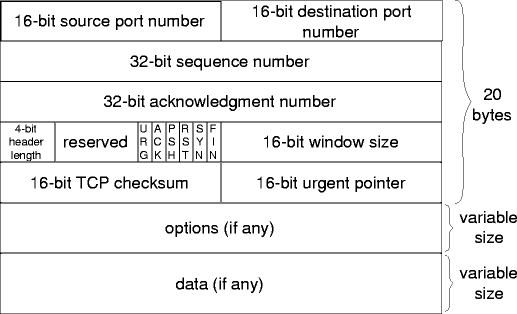 16-bit source port number
16-bit destination port
number
32-bit sequence number
32-bit acknowledgment number
20
bytes
4-bit
header
length
reserved
URG
ACK
PSH
RST
SYN
FIN
16-bit window size
16-bit TCP checksum
16-bit urgent pointer
options (if any)
variable
size
data (if any)
variable
size